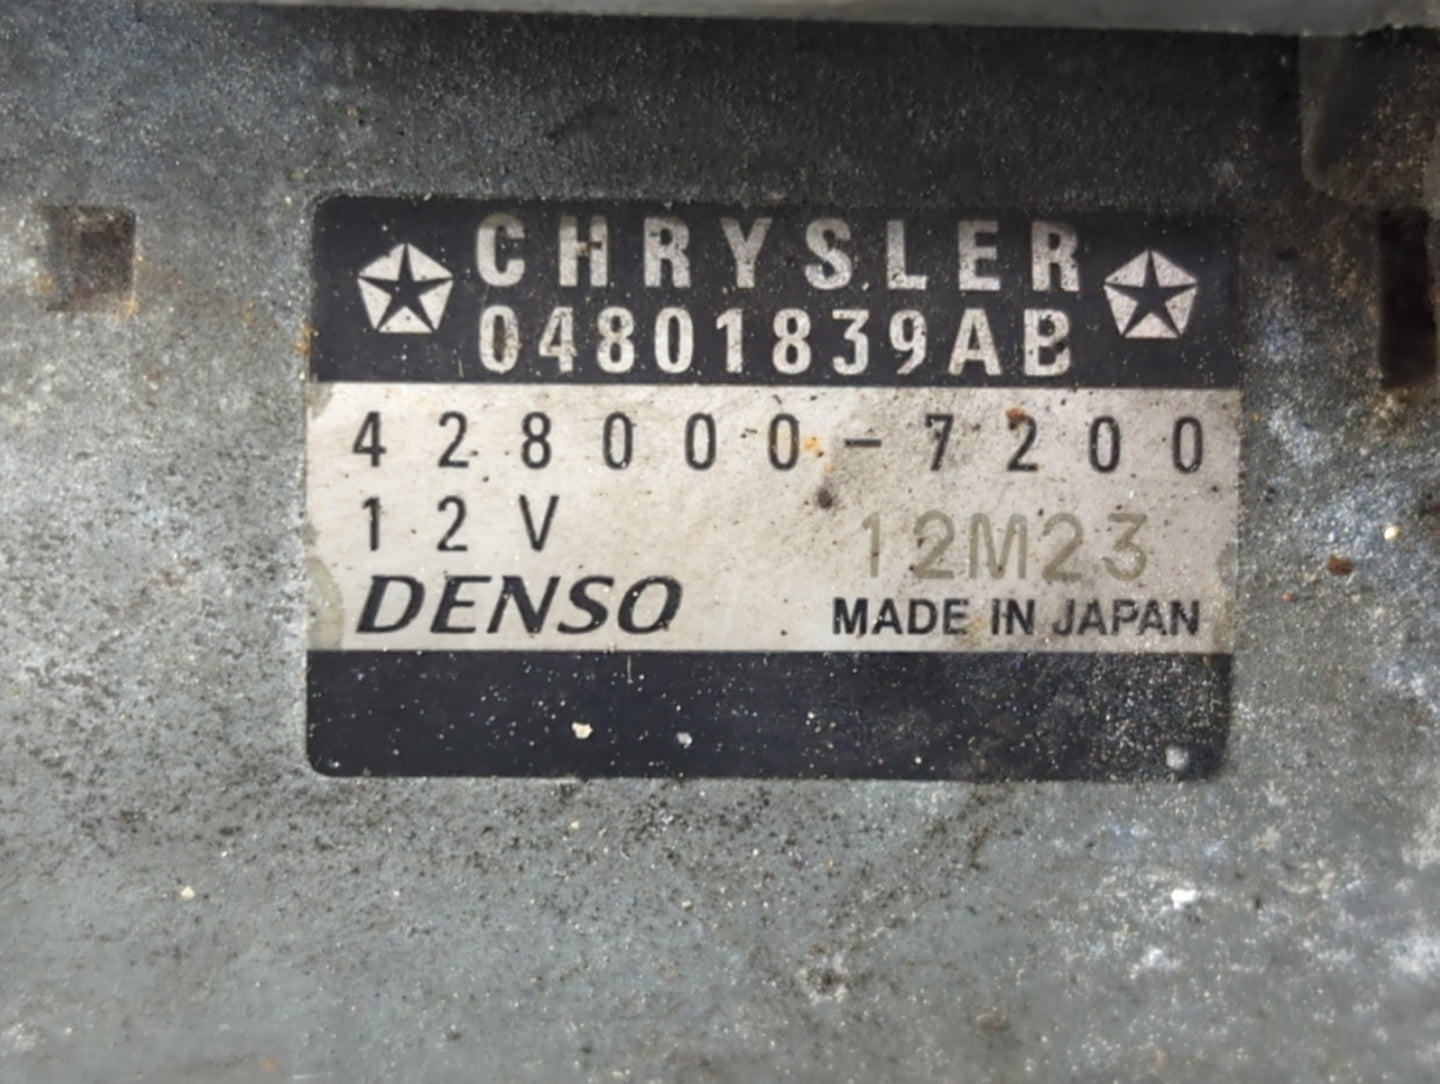 CHRYSLER
04801839AB
428000-7200
12V
12M23
DENSO
MADE IN JAPAN